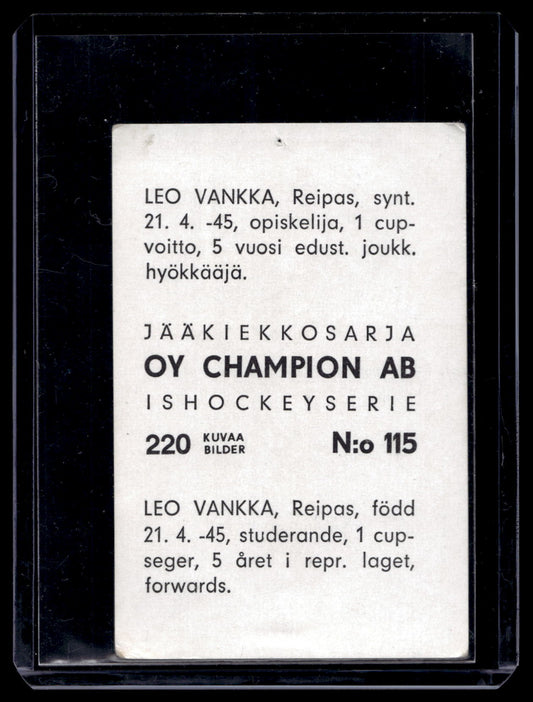 LEO VANKKA, Reipas, synt.
21. 4. -45, opiskelija, 1 cup-
voitto, 5 vuosi edust. joukk.
hyökkääjä.
JÄÄKIEKKOSARJA
OY CHAMPION AB
ISHOCKEYSERIE
220 KUVAA BILDER N:o 115
LEO VANKKA, Reipas, född
21. 4. -45, studerande, 1 cup-
seger, 5 året i repr. laget,
forwards.